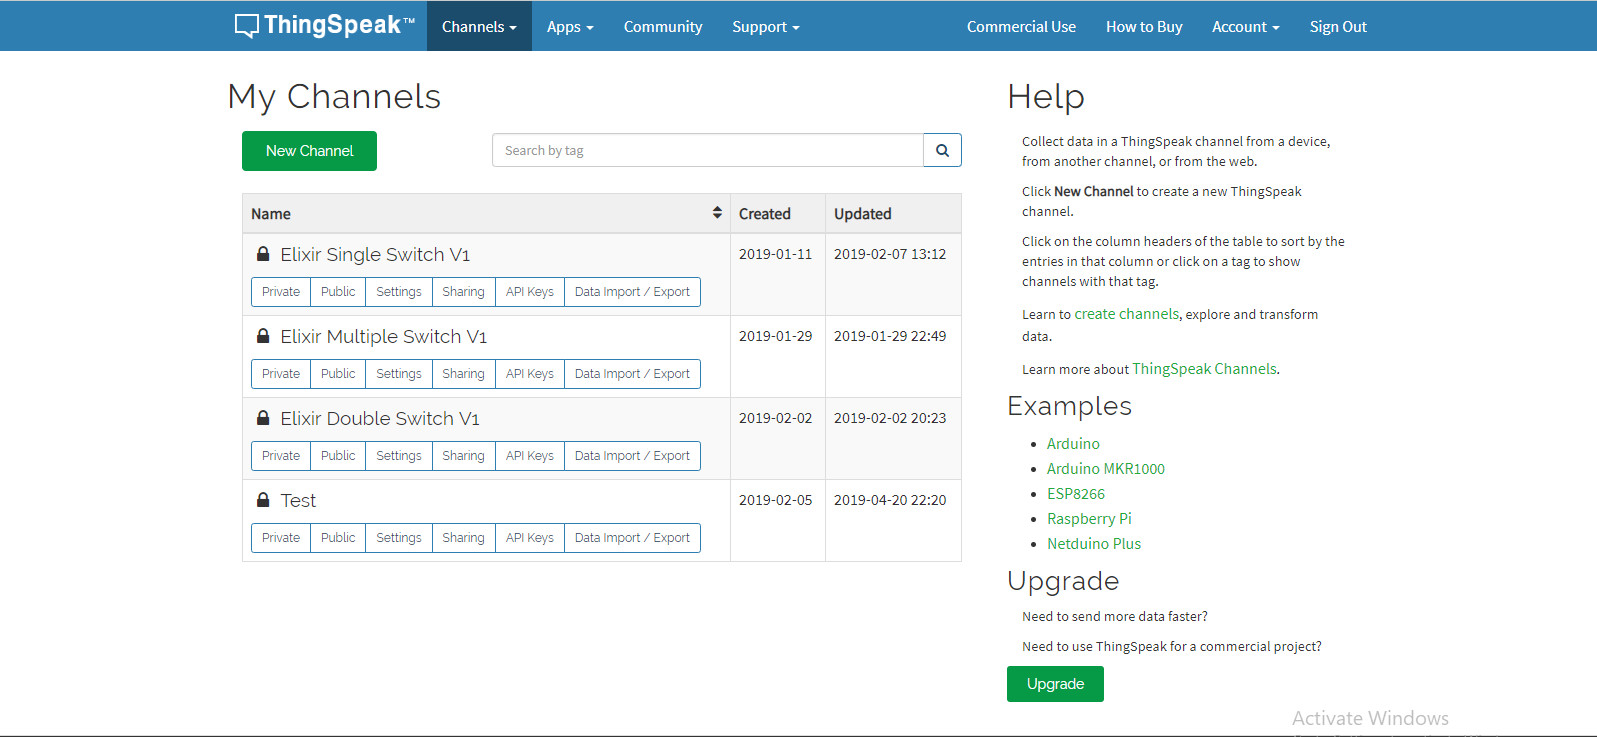 ThingSpeak™ Channels Apps Community Support Commercial Use How to Buy Account Sign Out
My Channels
New Channel
Search by tag
Name Created Updated
Elixir Single Switch V1 2019-01-11 2019-02-07 13:12
Private Public Settings Sharing API Keys Data Import / Export
Elixir Multiple Switch V1 2019-01-29 2019-01-29 22:49
Private Public Settings Sharing API Keys Data Import / Export
Elixir Double Switch V1 2019-02-02 2019-02-02 20:23
Private Public Settings Sharing API Keys Data Import / Export
Test 2019-02-05 2019-04-20 22:20
Private Public Settings Sharing API Keys Data Import / Export
Help
Collect data in a ThingSpeak channel from a device,
from another channel, or from the web.
Click New Channel to create a new ThingSpeak
channel.
Click on the column headers of the table to sort by the
entries in that column or click on a tag to show
channels with that tag.
Learn to create channels, explore and transform
data.
Learn more about ThingSpeak Channels.
Examples
Arduino
Arduino MKR1000
ESP8266
Raspberry Pi
Netduino Plus
Upgrade
Need to send more data faster?
Need to use ThingSpeak for a commercial project?
Upgrade
Activate Windows